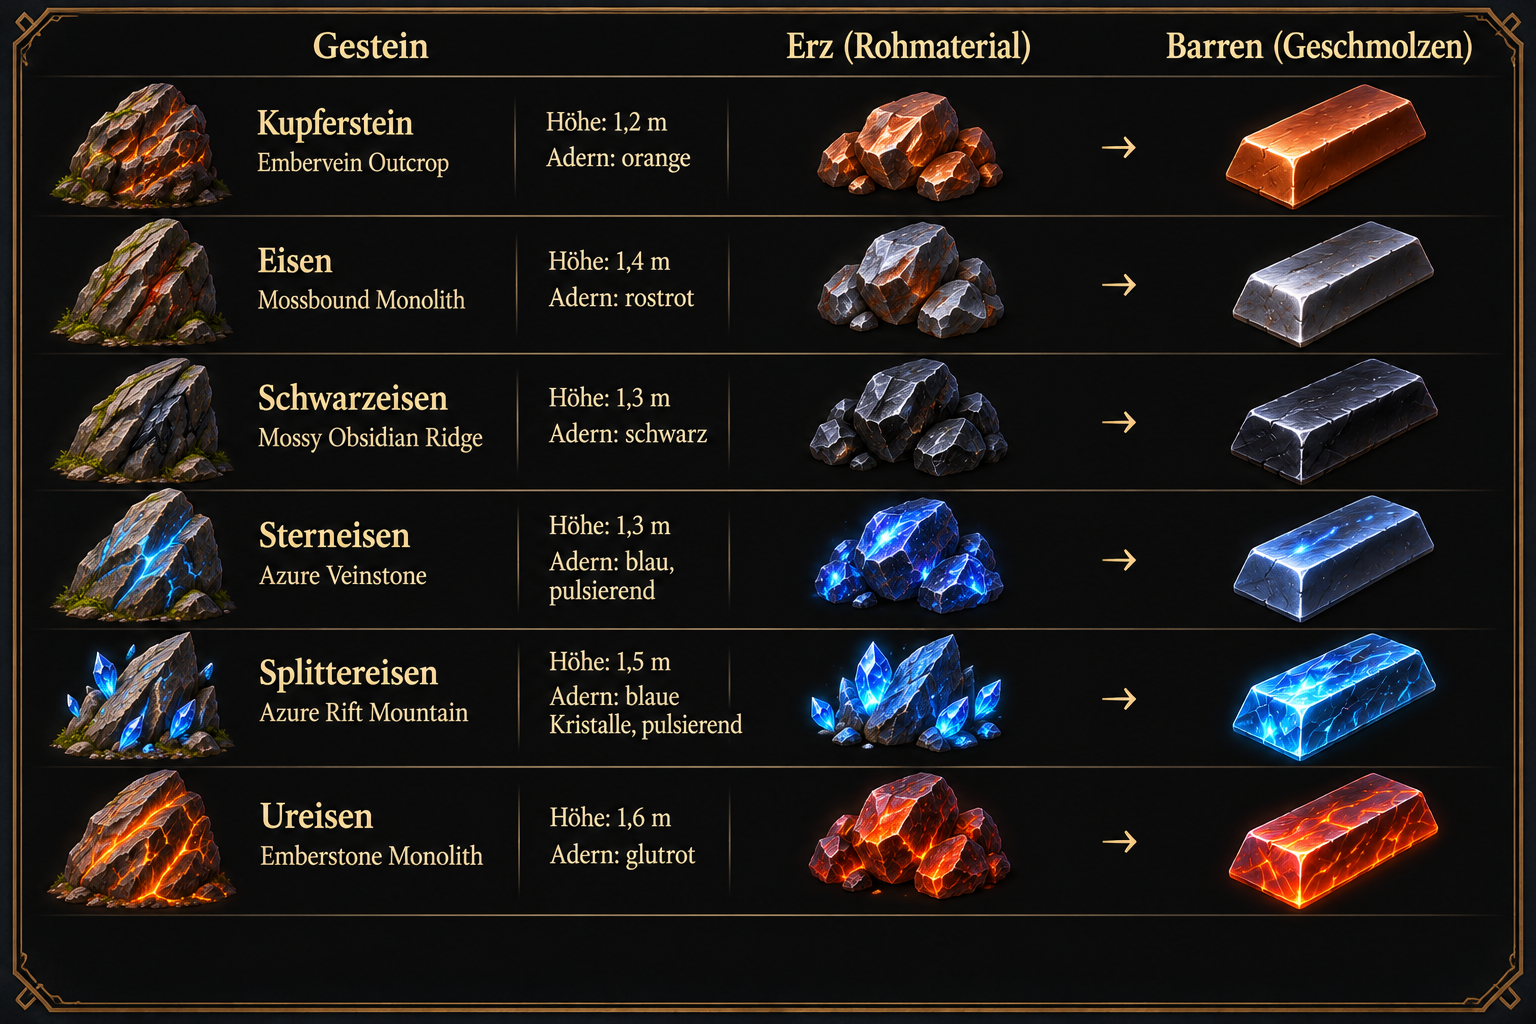 Gestein
Erz (Rohmaterial)
Barren (Geschmolzen)
Kupferstein
Embervein Outcrop
Höhe: 1,2 m
Adern: orange
→
Eisen
Mossbound Monolith
Höhe: 1,4 m
Adern: rostrot
→
Schwarzeisen
Mossy Obsidian Ridge
Höhe: 1,3 m
Adern: schwarz
→
Sterneisen
Azure Veinstone
Höhe: 1,3 m
Adern: blau,
pulsierend
→
Splittereisen
Azure Rift Mountain
Höhe: 1,5 m
Adern: blaue
Kristalle, pulsierend
→
Ureisen
Emberstone Monolith
Höhe: 1,6 m
Adern: glutrot
→